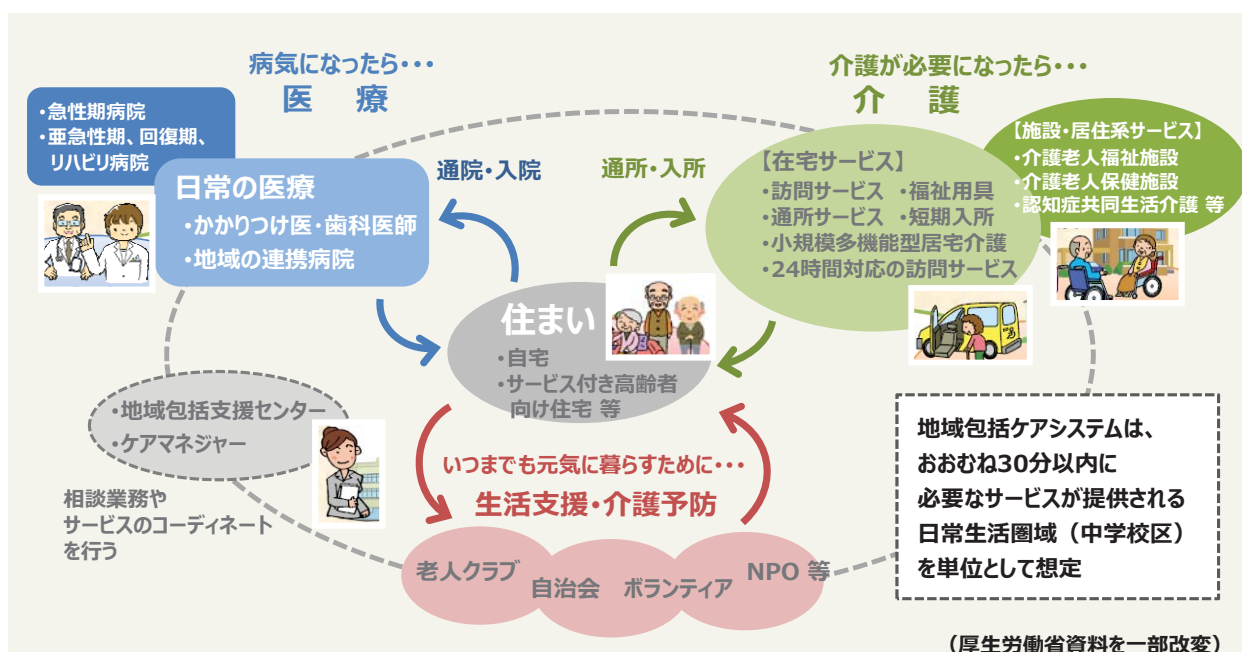 病気になったら・・・
医 療
・急性期病院
・亜急性期、回復期、
リハビリ病院
日常の医療
・かかりつけ医・歯科医師
・地域の連携病院
通院・入院
介護が必要になったら・・・
介 護
通所・入所
【在宅サービス】
・訪問サービス ・福祉用具
・通所サービス ・短期入所
・小規模多機能型居宅介護
・24時間対応の訪問サービス
【施設・居住系サービス】
・介護老人福祉施設
・介護老人保健施設
・認知症共同生活介護 等
住まい
・自宅
・サービス付き高齢者
向け住宅 等
・地域包括支援センター
・ケアマネジャー
相談業務や
サービスのコーディネート
を行う
いつまでも元気に暮らすために・・・
生活支援・介護予防
老人クラブ
自治会
ボランティア
NPO 等
地域包括ケアシステムは、
おおむね30分以内に
必要なサービスが提供される
日常生活圏域（中学校区）
を単位として想定
（厚生労働省資料を一部改変）